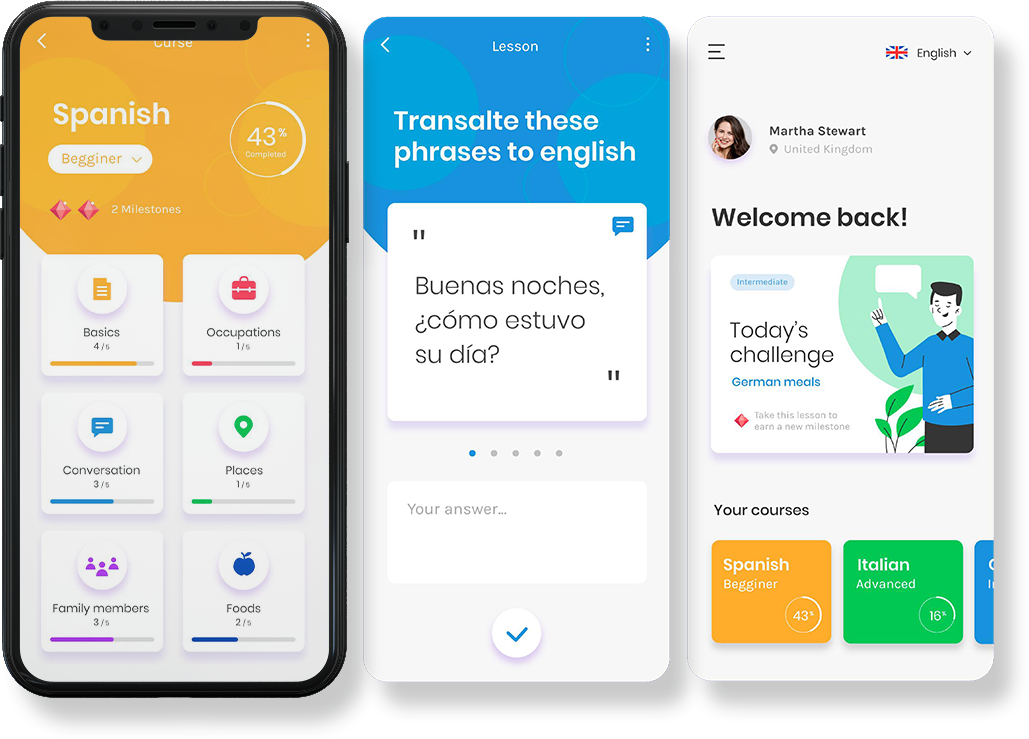 Curse
Spanish
Begginer
43%
Completed
2 Milestones
Basics
4/5
Occupations
1/5
Conversation
3/5
Places
1/5
Family members
3/5
Foods
2/5
Lesson
Transalte these
phrases to english
"
Buenas noches,
¿cómo estuvo
su día?
"
Your answer...
English
Martha Stewart
United Kingdom
Welcome back!
Intermediate
Today's
challenge
German meals
Take this lesson to
earn a new milestone
Your courses
Spanish
Begginer
43%
Italian
Advanced
16%